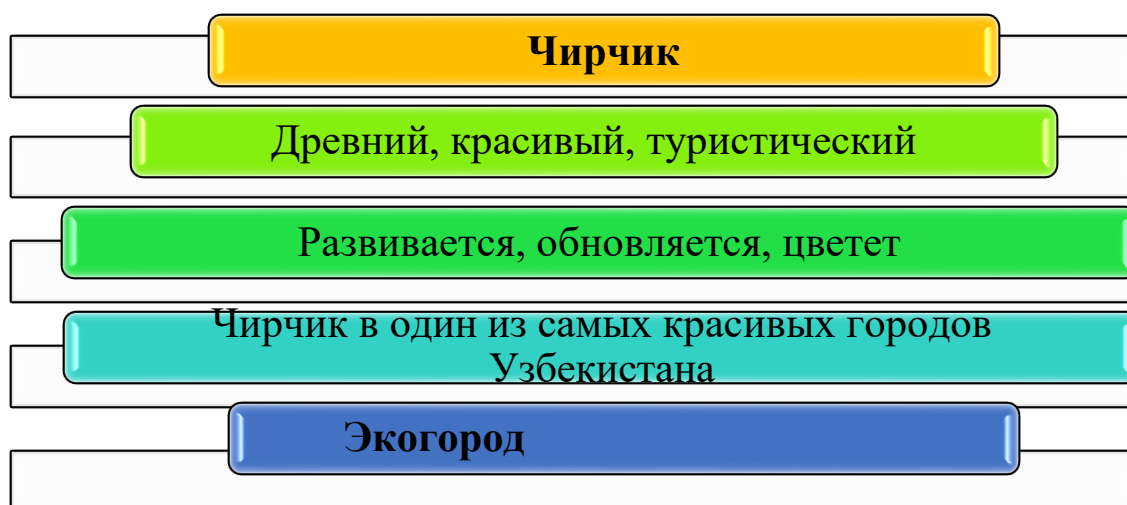 Чирчик
Древний, красивый, туристический
Развивается, обновляется, цветет
Чирчик в один из самых красивых городов
Узбекистана
Экогород